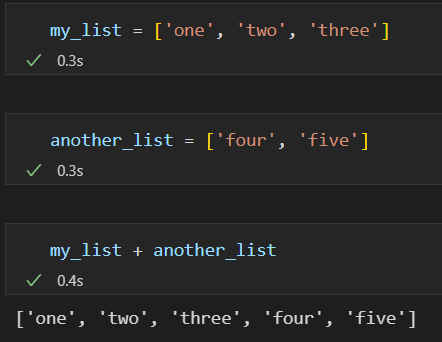 my_list = ['one', 'two', 'three']
0.3s
another_list = ['four', 'five']
0.3s
my_list + another_list
0.4s
['one', 'two', 'three', 'four', 'five']